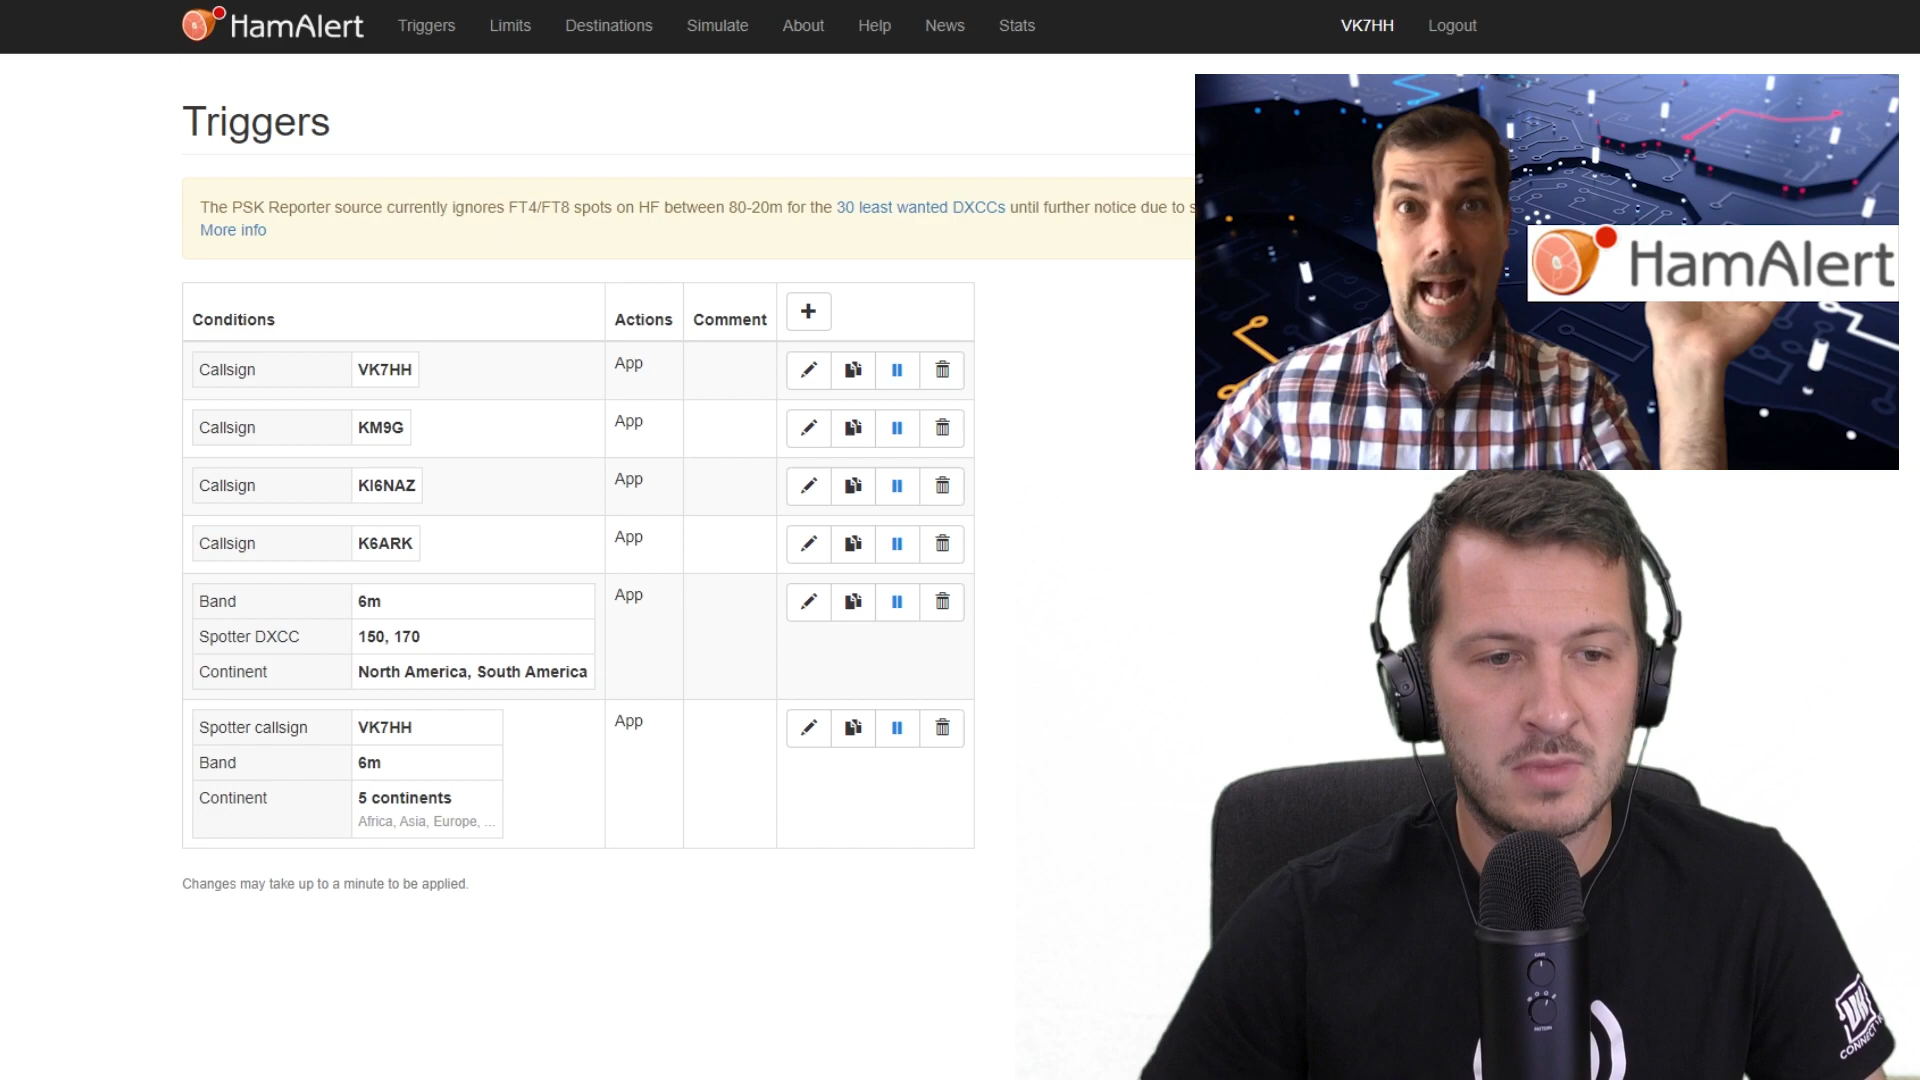 HamAlert
Triggers
Limits
Destinations
Simulate
About
Help
News
Stats
VK7HH
Logout
Triggers
The PSK Reporter source currently ignores FT4/FT8 spots on HF between 80-20m for the 30 least wanted DXCCs until further notice due to s
More info
HamAlert
Conditions
Actions
Comment
Callsign VK7HH
App
Callsign KM9G
App
Callsign KI6NAZ
App
Callsign K6ARK
App
Band 6m
App
Spotter DXCC 150, 170
Continent North America, South America
Spotter callsign VK7HH
App
Band 6m
Continent 5 continents
Africa, Asia, Europe, ...
Changes may take up to a minute to be applied.
GAIN
PATTERN